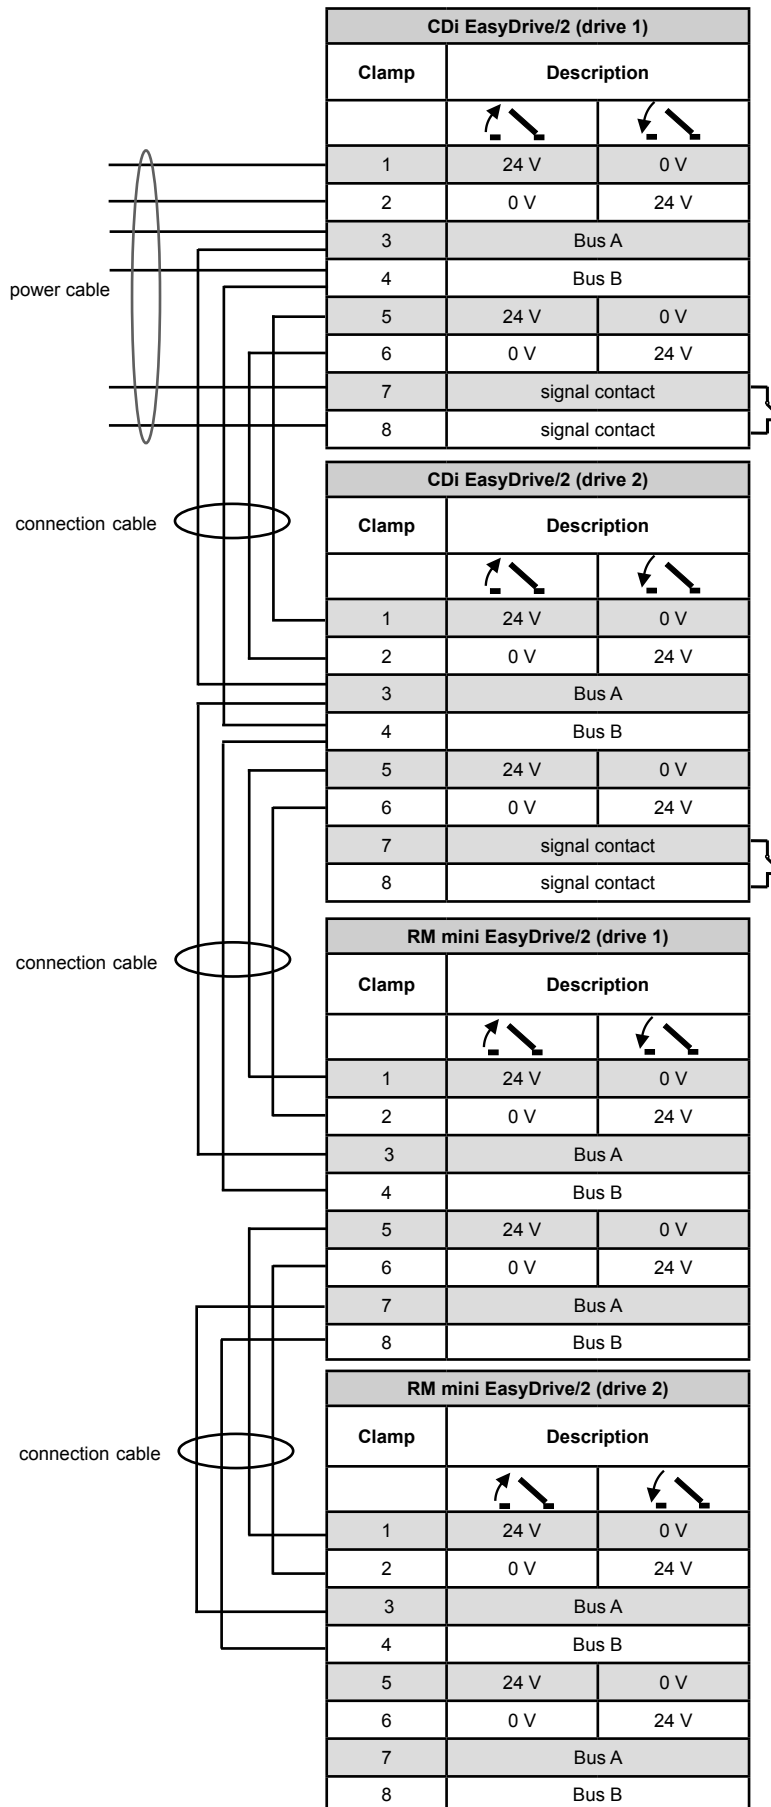 CDi EasyDrive/2 (drive 1)
Clamp Description
1 24 V 0 V
2 0 V 24 V
3 Bus A
4 Bus B
power cable
5 24 V 0 V
6 0 V 24 V
7 signal contact
8 signal contact
CDi EasyDrive/2 (drive 2)
connection cable
Clamp Description
1 24 V 0 V
2 0 V 24 V
3 Bus A
4 Bus B
5 24 V 0 V
6 0 V 24 V
7 signal contact
8 signal contact
RM mini EasyDrive/2 (drive 1)
connection cable
Clamp Description
1 24 V 0 V
2 0 V 24 V
3 Bus A
4 Bus B
5 24 V 0 V
6 0 V 24 V
7 Bus A
8 Bus B
RM mini EasyDrive/2 (drive 2)
Clamp Description
connection cable
1 24 V 0 V
2 0 V 24 V
3 Bus A
4 Bus B
5 24 V 0 V
6 0 V 24 V
7 Bus A
8 Bus B